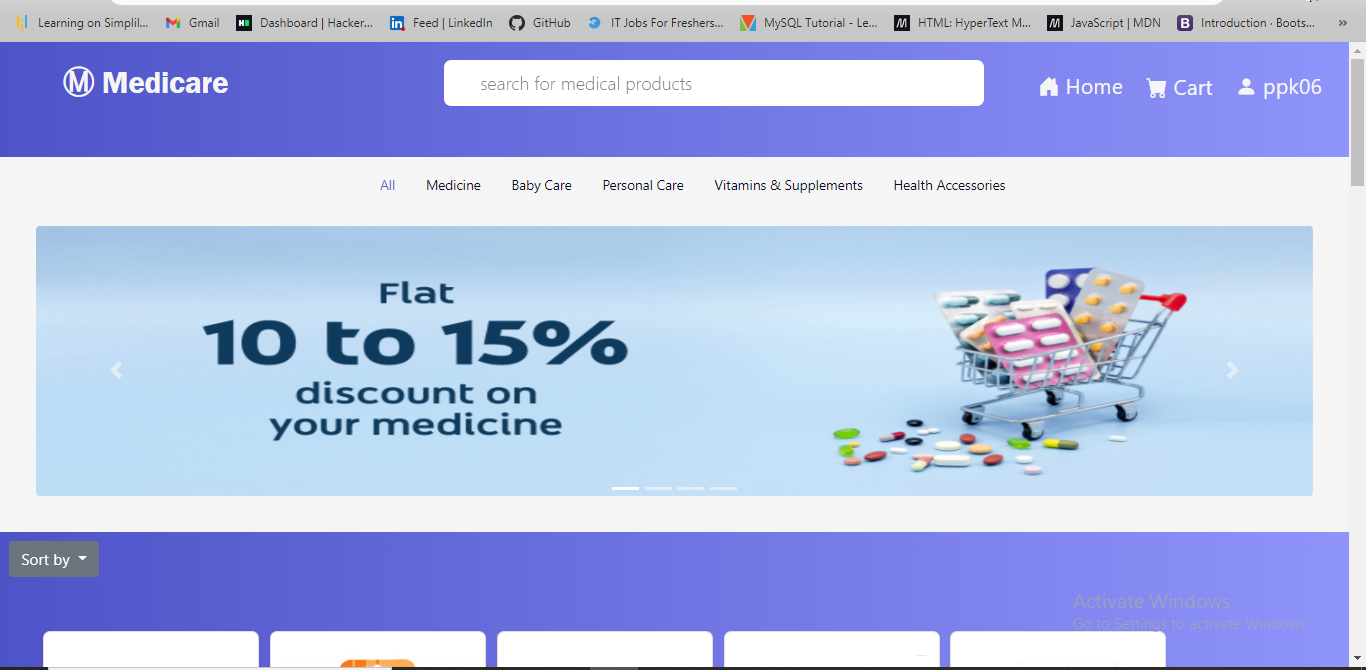 Learning on Simplil... Gmail Dashboard | Hacker... Feed | LinkedIn GitHub IT Jobs For Freshers... MySQL Tutorial - Le... HTML: HyperText M... JavaScript | MDN Introduction · Boots... »
Medicare search for medical products Home Cart ppk06
All Medicine Baby Care Personal Care Vitamins & Supplements Health Accessories
Flat
10 to 15%
discount on
your medicine
Sort by
Activate Windows
Go to Settings to activate Windows.